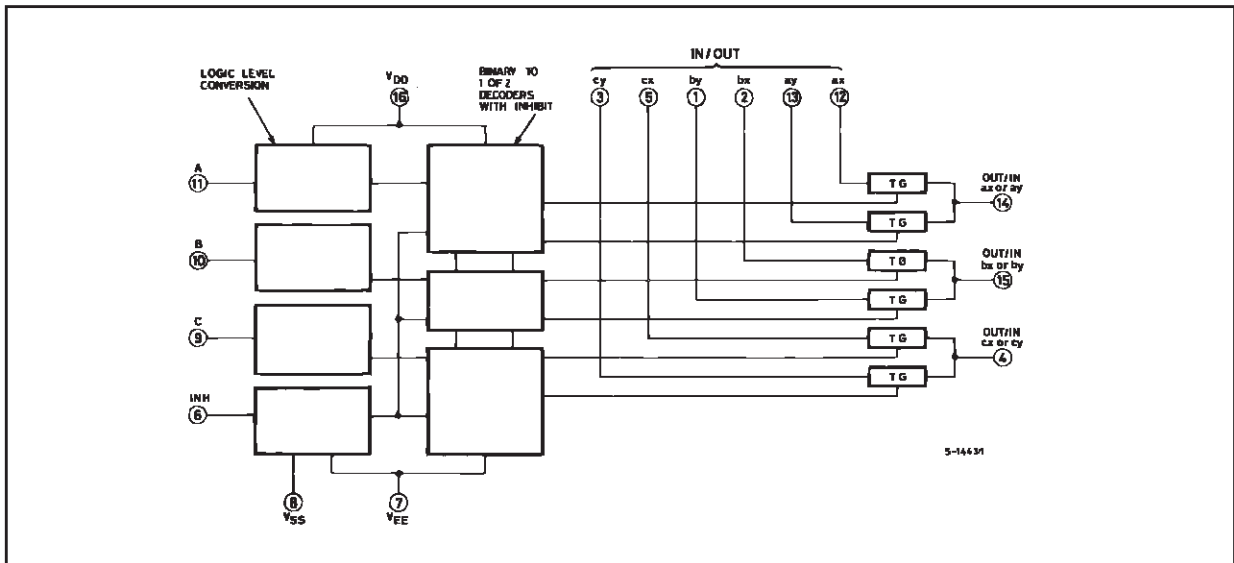 IN/OUT
LOGIC LEVEL
CONVERSION
VDD
16
BINARY TO
1 OF 2
DECODERS
WITH INHIBIT
cy cx by bx ay ax
3 5 1 2 13 12
A
11
TG
OUT/IN
ax or ay
14
TG
B
10
TG
OUT/IN
bx or by
15
TG
C
9
TG
OUT/IN
cx or cy
4
TG
INH
6
S-1443/1
8
VSS
7
VEE